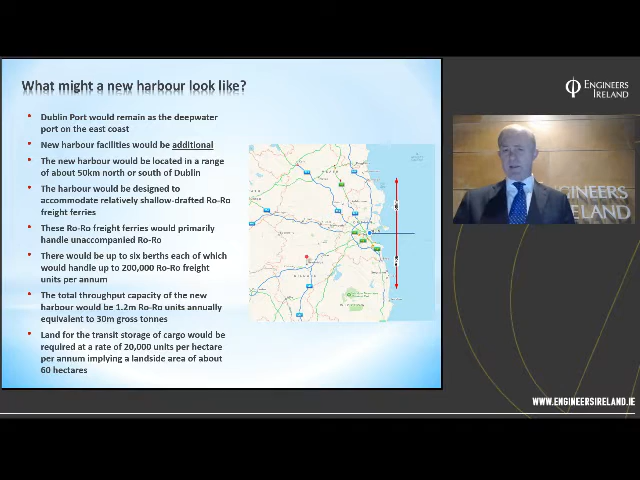 What might a new harbour look like?
• Dublin Port would remain as the deepwater
port on the east coast
• New harbour facilities would be additional
• The new harbour would be located in a range
of about 50km north or south of Dublin
• The harbour would be designed to
accommodate relatively shallow-drafted Ro-Ro
freight ferries
• These Ro-Ro freight ferries would primarily
handle unaccompanied Ro-Ro
• There would be up to six berths each of which
would handle up to 200,000 Ro-Ro freight
units per annum
• The total throughput capacity of the new
harbour would be 1.2m Ro-Ro units annually
equivalent to 30m gross tonnes
• Land for the transit storage of cargo would be
required at a rate of 20,000 units per hectare
per annum implying a landside area of about
60 hectares
ENGINEERS
IRELAND
ENGINEERS
IRELAND
WWW.ENGINEERSIRELAND.IE